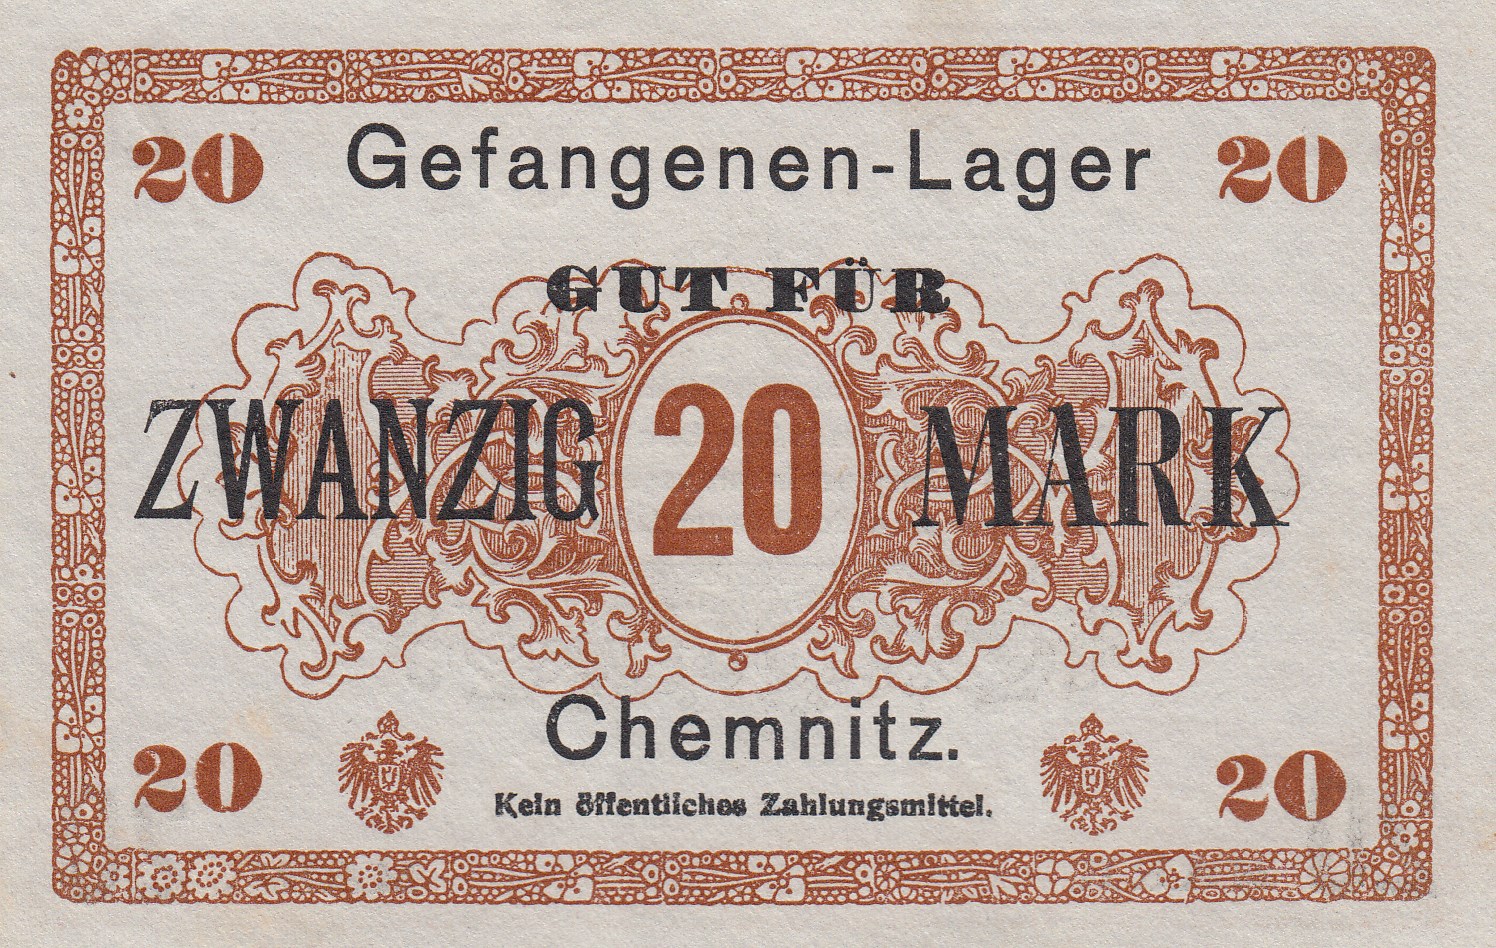 20 Gefangenen-Lager 20
GUT FÜR
ZWANZIG 20 MARK
Chemnitz.
20 Kein öffentliches Zahlungsmittel. 20